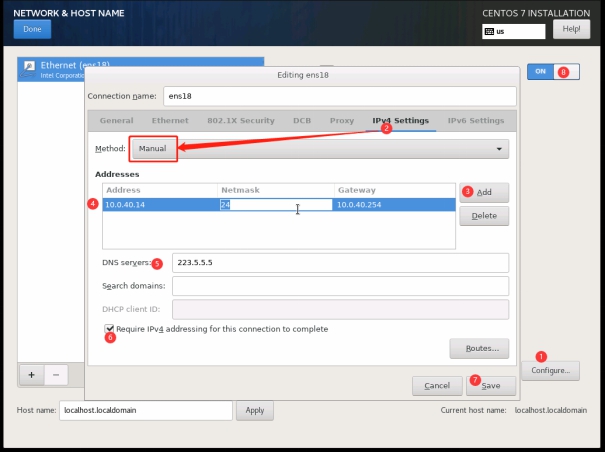 NETWORK & HOST NAME
CENTOS 7 INSTALLATION
Done
us
Help!
Ethernet (ens18)
Intel Corporatio
ON
8
Editing ens18
Connection name: ens18
General Ethernet 802.1X Security DCB Proxy IPv4 Settings IPv6 Settings
2
Method: Manual
Addresses
Address Netmask Gateway
3 Add
4 10.0.40.14 24 10.0.40.254
Delete
DNS servers: 5 223.5.5.5
Search domains:
DHCP client ID:
Require IPv4 addressing for this connection to complete
6
Routes...
1
Configure...
+ −
Cancel
7 Save
Host name: localhost.localdomain Apply Current host name: localhost.localdomain